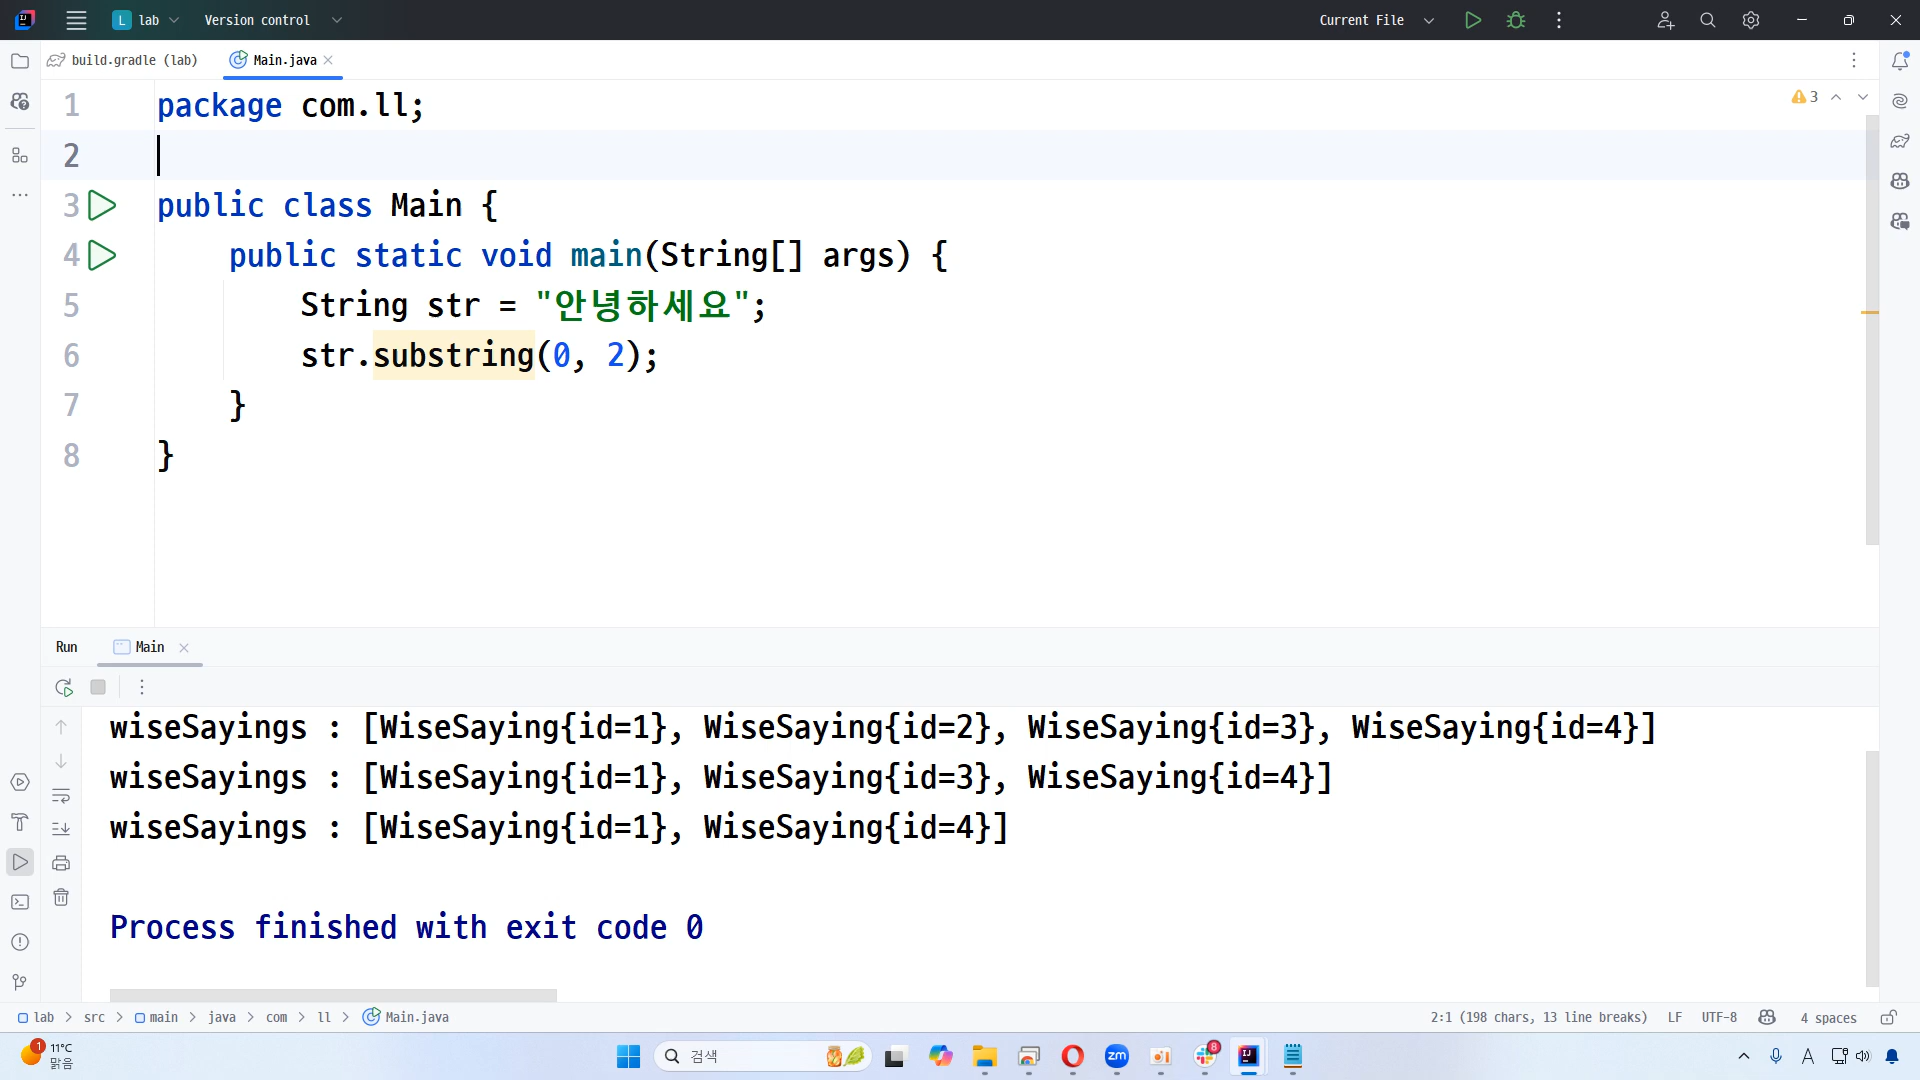 L lab Version control Current File
build.gradle (lab) Main.java
3
1 package com.ll;
2
3 public class Main {
4 public static void main(String[] args) {
5 String str = "안녕하세요";
6 str.substring(0, 2);
7 }
8 }
Run Main
wiseSayings : [WiseSaying{id=1}, WiseSaying{id=2}, WiseSaying{id=3}, WiseSaying{id=4}]
wiseSayings : [WiseSaying{id=1}, WiseSaying{id=3}, WiseSaying{id=4}]
wiseSayings : [WiseSaying{id=1}, WiseSaying{id=4}]
Process finished with exit code 0
lab > src > main > java > com > ll > Main.java 2:1 (198 chars, 13 line breaks) LF UTF-8 4 spaces
1 11°C
맑음
검색 zm 8 IJ A